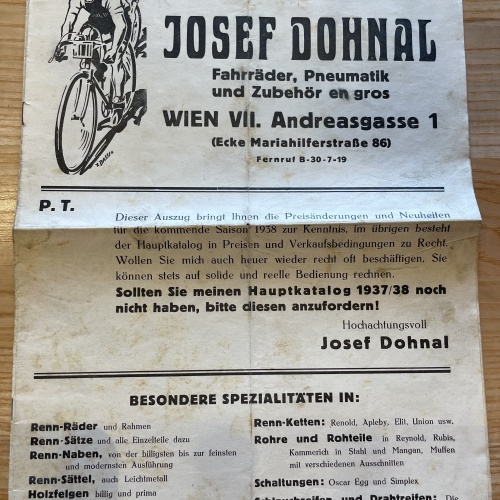 JOSEF DOHNAL
Fahrräder, Pneumatik
und Zubehör en gros
WIEN VII. Andreasgasse 1
(Ecke Mariahilferstraße 86)
Fernruf B-30-7-19
P. T.
Dieser Auszug bringt Ihnen die Preisänderungen und Neuheiten
für die kommende Saison 1938 zur Kenntnis, im übrigen besteht
der Hauptkatalog in Preisen und Verkaufsbedingungen zu Recht.
Wollen Sie mich auch heuer wieder recht oft beschäftigen. Sie
können stets auf solide und reelle Bedienung rechnen.
Sollten Sie meinen Hauptkatalog 1937/38 noch
nicht haben, bitte diesen anzufordern!
Hochachtungsvoll
Josef Dohnal
BESONDERE SPEZIALITÄTEN IN:
Renn-Räder und Rahmen
Renn-Sätze und alle Einzelteile dazu
Renn-Naben, von der billigsten bis zur feinsten
und modernsten Ausführung
Renn-Sättel, auch Leichtmetall
Holzfelgen billig und prima
Renn-Ketten: Renold, Apleby, Elit, Union usw.
Rohre und Rohteile in Reynold, Rubis,
Kammerich in Stahl und Mangan, Muffen
mit verschiedenen Ausschnitten
Schaltungen: Oscar Egg und Simplex
Schlauchreifen und Drahtreifen: Die